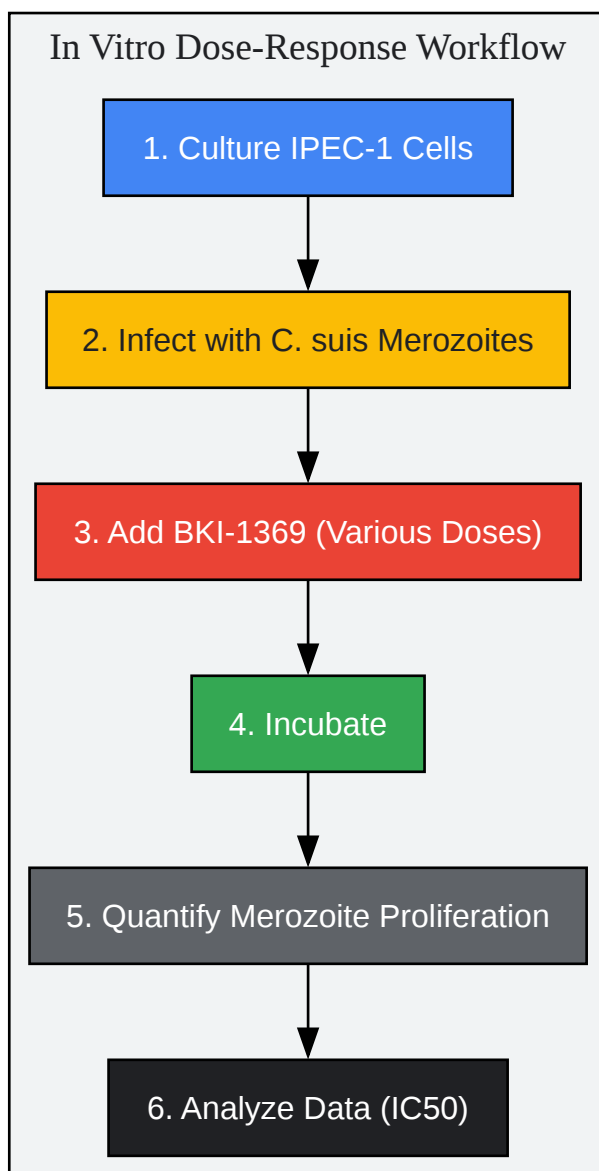 In Vitro Dose-Response Workflow
1. Culture IPEC-1 Cells
2. Infect with C. suis Merozoites
3. Add BKI-1369 (Various Doses)
4. Incubate
5. Quantify Merozoite Proliferation
6. Analyze Data (IC50)